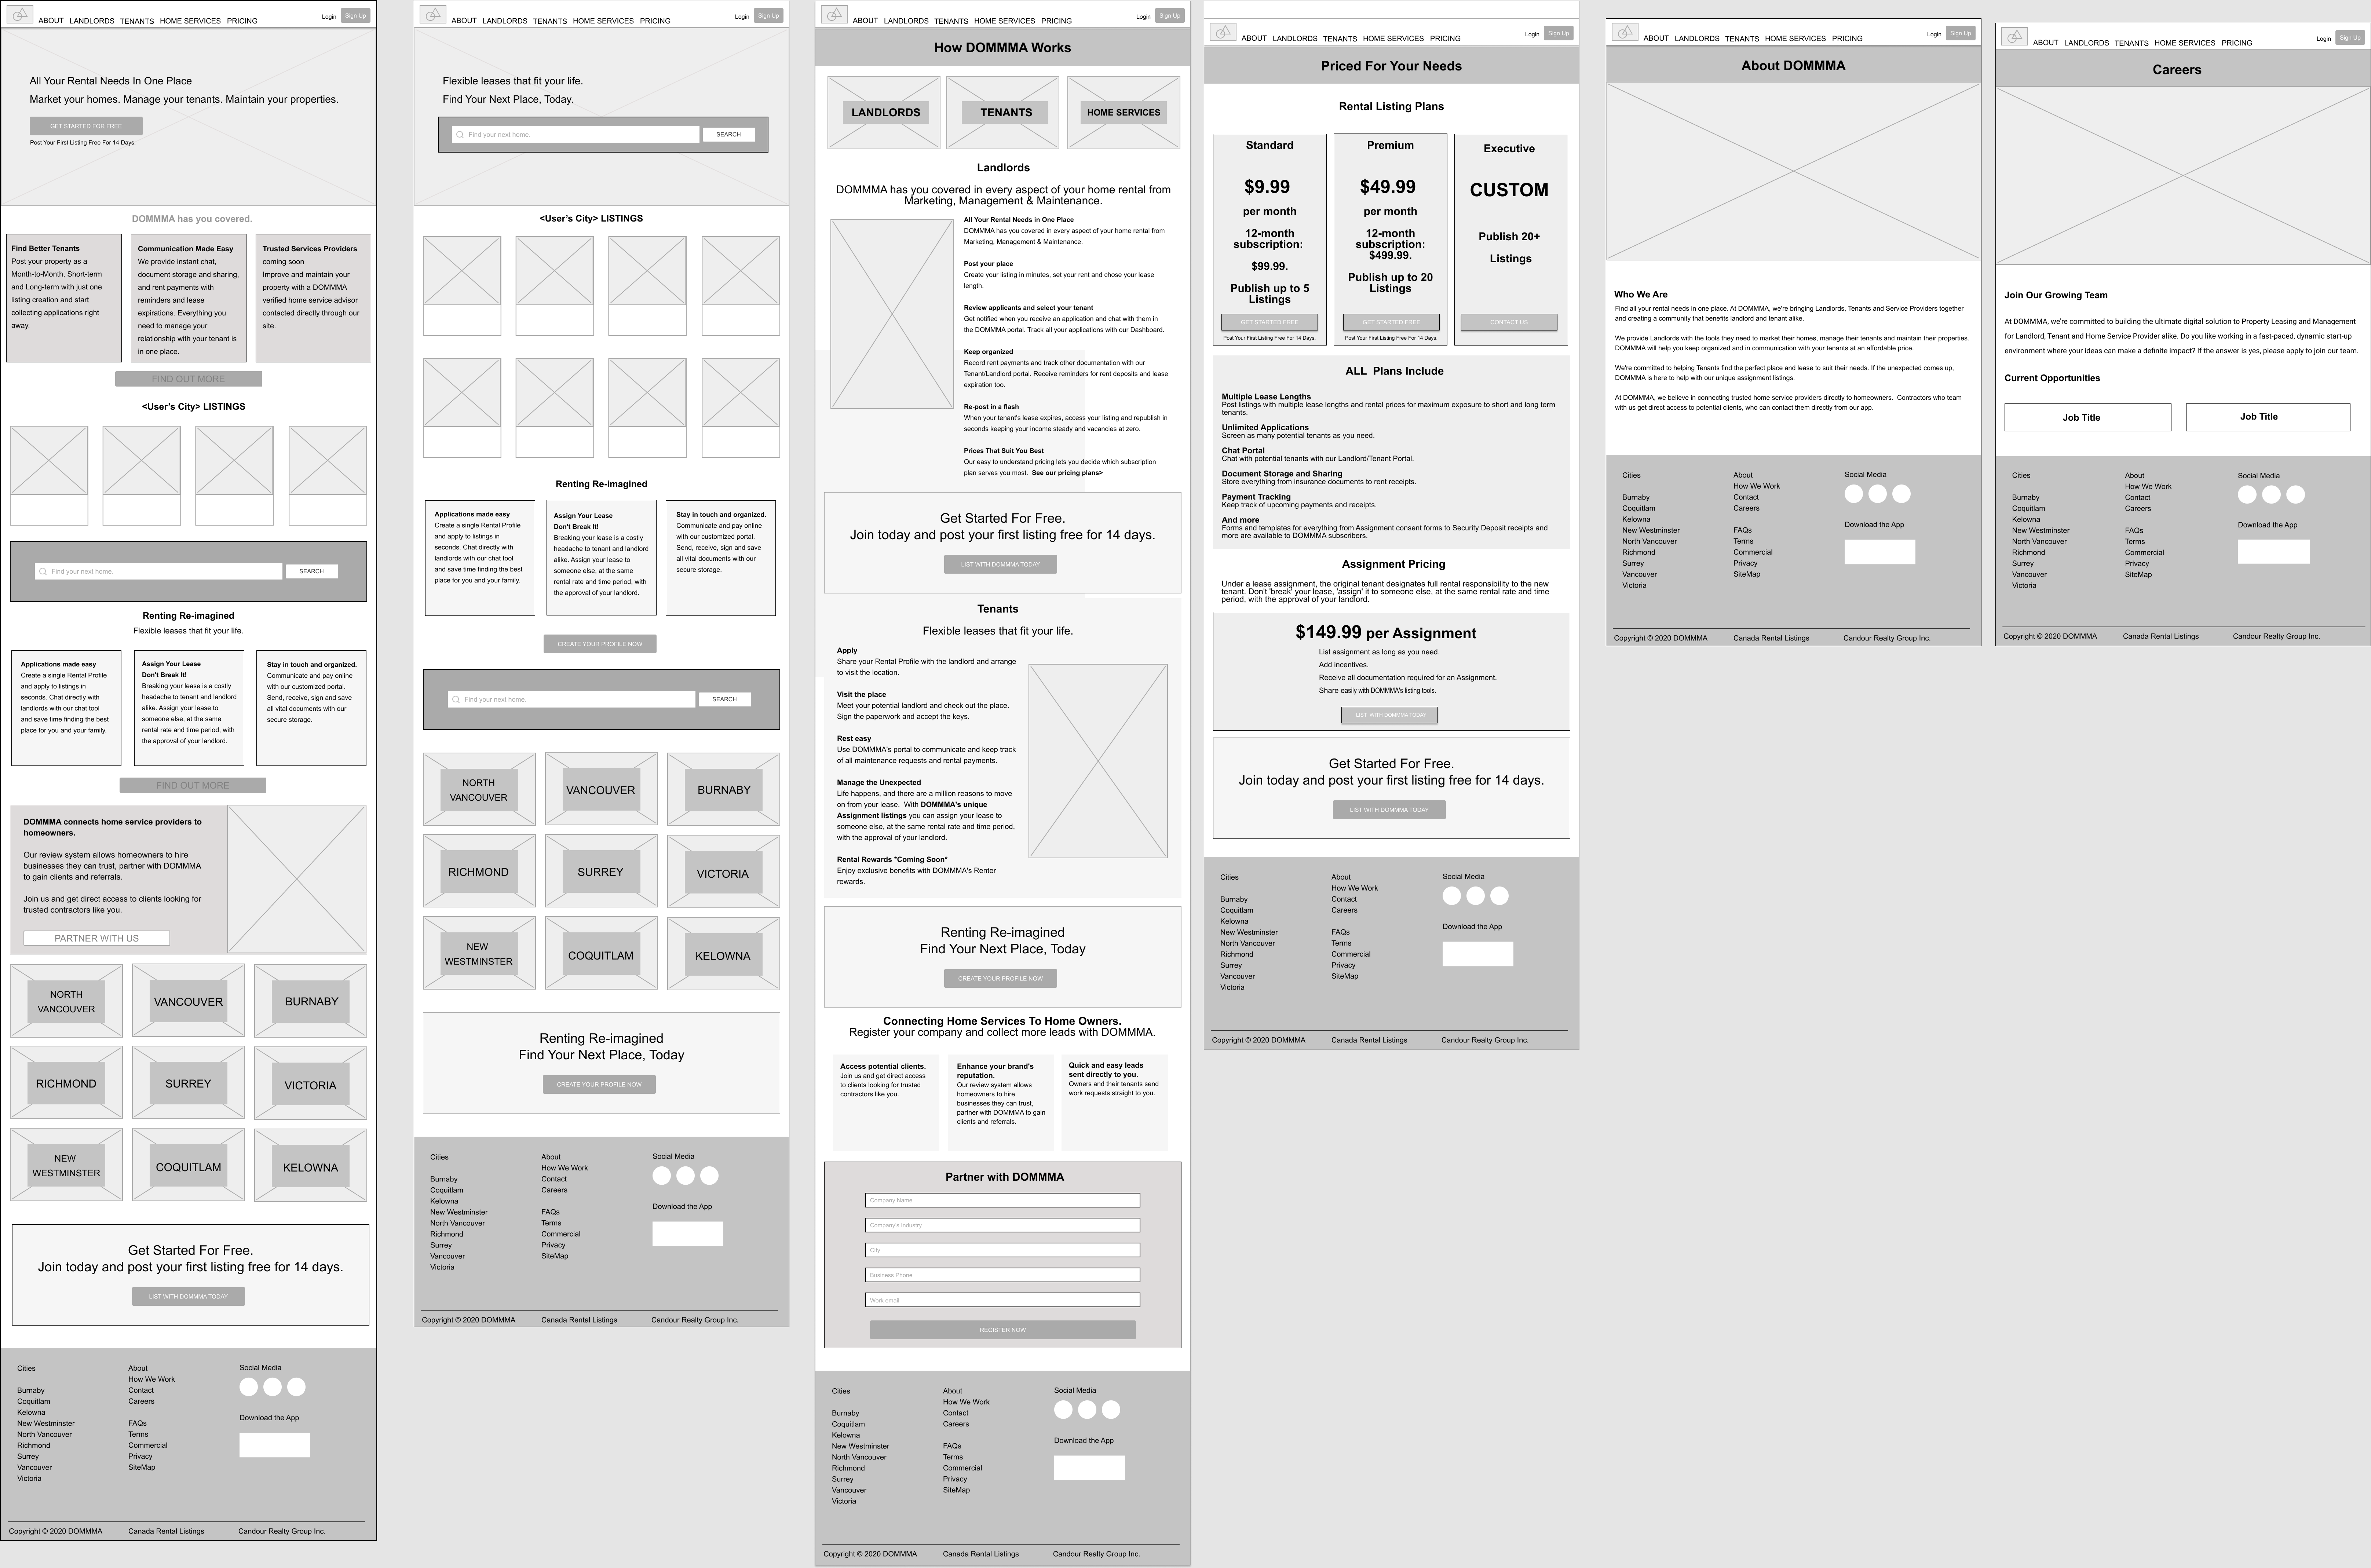 ABOUT LANDLORDS TENANTS HOME SERVICES PRICING Login Sign Up
All Your Rental Needs In One Place
Market your homes. Manage your tenants. Maintain your properties.
GET STARTED FOR FREE
Post Your First Listing Free For 14 Days.
DOMMMA has you covered.
Find Better Tenants
Post your property as a
Month-to-Month, Short-term
and Long-term with just one
listing creation and start
collecting applications right
away.
Communication Made Easy
We provide instant chat,
document storage and sharing,
and rent payments with
reminders and lease
expirations. Everything you
need to manage your
relationship with your tenant is
in one place.
Trusted Services Providers
coming soon
Improve and maintain your
property with a DOMMMA
verified home service advisor
contacted directly through our
site.
FIND OUT MORE
<User's City> LISTINGS
Find your next home.
SEARCH
Renting Re-imagined
Flexible leases that fit your life.
Applications made easy
Create a single Rental Profile
and apply to listings in
seconds. Chat directly with
landlords with our chat tool
and save time finding the best
place for you and your family.
Assign Your Lease
Don't Break It!
Breaking your lease is a costly
headache to tenant and landlord
alike. Assign your lease to
someone else, at the same
rental rate and time period, with
the approval of your landlord.
Stay in touch and organized.
Communicate and pay online
with our customized portal.
Send, receive, sign and save
all vital documents with our
secure storage.
FIND OUT MORE
DOMMMA connects home service providers to
homeowners.
Our review system allows homeowners to hire
businesses they can trust, partner with DOMMMA
to gain clients and referrals.
Join us and get direct access to clients looking for
trusted contractors like you.
PARTNER WITH US
NORTH
VANCOUVER
VANCOUVER
BURNABY
RICHMOND
SURREY
VICTORIA
NEW
WESTMINSTER
COQUITLAM
KELOWNA
Get Started For Free.
Join today and post your first listing free for 14 days.
LIST WITH DOMMMA TODAY
Cities
Burnaby
Coquitlam
Kelowna
New Westminster
North Vancouver
Richmond
Surrey
Vancouver
Victoria
About
How We Work
Contact
Careers
FAQs
Terms
Commercial
Privacy
SiteMap
Social Media
Download the App
Copyright © 2020 DOMMMA Canada Rental Listings Candour Realty Group Inc.
ABOUT LANDLORDS TENANTS HOME SERVICES PRICING Login Sign Up
Flexible leases that fit your life.
Find Your Next Place, Today.
Find your next home.
SEARCH
<User's City> LISTINGS
Renting Re-imagined
Applications made easy
Create a single Rental Profile
and apply to listings in
seconds. Chat directly with
landlords with our chat tool
and save time finding the best
place for you and your family.
Assign Your Lease
Don't Break It!
Breaking your lease is a costly
headache to tenant and landlord
alike. Assign your lease to
someone else, at the same
rental rate and time period, with
the approval of your landlord.
Stay in touch and organized.
Communicate and pay online
with our customized portal.
Send, receive, sign and save
all vital documents with our
secure storage.
CREATE YOUR PROFILE NOW
Find your next home.
SEARCH
NORTH
VANCOUVER
VANCOUVER
BURNABY
RICHMOND
SURREY
VICTORIA
NEW
WESTMINSTER
COQUITLAM
KELOWNA
Renting Re-imagined
Find Your Next Place, Today
CREATE YOUR PROFILE NOW
Cities
Burnaby
Coquitlam
Kelowna
New Westminster
North Vancouver
Richmond
Surrey
Vancouver
Victoria
About
How We Work
Contact
Careers
FAQs
Terms
Commercial
Privacy
SiteMap
Social Media
Download the App
Copyright © 2020 DOMMMA Canada Rental Listings Candour Realty Group Inc.
ABOUT LANDLORDS TENANTS HOME SERVICES PRICING Login Sign Up
How DOMMMA Works
LANDLORDS
TENANTS
HOME SERVICES
Landlords
DOMMMA has you covered in every aspect of your home rental from
Marketing, Management & Maintenance.
All Your Rental Needs in One Place
DOMMMA has you covered in every aspect of your home rental from
Marketing, Management & Maintenance.
Post your place
Create your listing in minutes, set your rent and chose your lease
length.
Review applicants and select your tenant
Get notified when you receive an application and chat with them in
the DOMMMA portal. Track all your applications with our Dashboard.
Keep organized
Record rent payments and track other documentation with our
Tenant/Landlord portal. Receive reminders for rent deposits and lease
expiration too.
Re-post in a flash
When your tenant's lease expires, access your listing and republish in
seconds keeping your income steady and vacancies at zero.
Prices That Suit You Best
Our easy to understand pricing lets you decide which subscription
plan serves you most. See our pricing plans>
Get Started For Free.
Join today and post your first listing free for 14 days.
LIST WITH DOMMMA TODAY
Tenants
Flexible leases that fit your life.
Apply
Share your Rental Profile with the landlord and arrange
to visit the location.
Visit the place
Meet your potential landlord and check out the place.
Sign the paperwork and accept the keys.
Rest easy
Use DOMMMA's portal to communicate and keep track
of all maintenance requests and rental payments.
Manage the Unexpected
Life happens, and there are a million reasons to move
on from your lease. With DOMMMA's unique
Assignment listings you can assign your lease to
someone else, at the same rental rate and time period,
with the approval of your landlord.
Rental Rewards *Coming Soon*
Enjoy exclusive benefits with DOMMMA's Renter
rewards.
Renting Re-imagined
Find Your Next Place, Today
CREATE YOUR PROFILE NOW
Connecting Home Services To Home Owners.
Register your company and collect more leads with DOMMMA.
Access potential clients.
Join us and get direct access
to clients looking for trusted
contractors like you.
Enhance your brand's
reputation.
Our review system allows
homeowners to hire
businesses they can trust,
partner with DOMMMA to gain
clients and referrals.
Quick and easy leads
sent directly to you.
Owners and their tenants send
work requests straight to you.
Partner with DOMMMA
Company Name
Company's Industry
City
Business Phone
Work email
REGISTER NOW
Cities
Burnaby
Coquitlam
Kelowna
New Westminster
North Vancouver
Richmond
Surrey
Vancouver
Victoria
About
How We Work
Contact
Careers
FAQs
Terms
Commercial
Privacy
SiteMap
Social Media
Download the App
Copyright © 2020 DOMMMA Canada Rental Listings Candour Realty Group Inc.
ABOUT LANDLORDS TENANTS HOME SERVICES PRICING Login Sign Up
Priced For Your Needs
Rental Listing Plans
Standard
$9.99
per month
12-month
subscription:
$99.99.
Publish up to 5
Listings
GET STARTED FREE
Post Your First Listing Free For 14 Days.
Premium
$49.99
per month
12-month
subscription:
$499.99.
Publish up to 20
Listings
GET STARTED FREE
Post Your First Listing Free For 14 Days.
Executive
CUSTOM
Publish 20+
Listings
CONTACT US
ALL Plans Include
Multiple Lease Lengths
Post listings with multiple lease lengths and rental prices for maximum exposure to short and long term
tenants.
Unlimited Applications
Screen as many potential tenants as you need.
Chat Portal
Chat with potential tenants with our Landlord/Tenant Portal.
Document Storage and Sharing
Store everything from insurance documents to rent receipts.
Payment Tracking
Keep track of upcoming payments and receipts.
And more
Forms and templates for everything from Assignment consent forms to Security Deposit receipts and
more are available to DOMMMA subscribers.
Assignment Pricing
Under a lease assignment, the original tenant designates full rental responsibility to the new
tenant. Don't 'break' your lease, 'assign' it to someone else, at the same rental rate and time
period, with the approval of your landlord.
$149.99 per Assignment
List assignment as long as you need.
Add incentives.
Receive all documentation required for an Assignment.
Share easily with DOMMMA's listing tools.
LIST WITH DOMMMA TODAY
Get Started For Free.
Join today and post your first listing free for 14 days.
LIST WITH DOMMMA TODAY
Cities
Burnaby
Coquitlam
Kelowna
New Westminster
North Vancouver
Richmond
Surrey
Vancouver
Victoria
About
How We Work
Contact
Careers
FAQs
Terms
Commercial
Privacy
SiteMap
Social Media
Download the App
Copyright © 2020 DOMMMA Canada Rental Listings Candour Realty Group Inc.
ABOUT LANDLORDS TENANTS HOME SERVICES PRICING Login Sign Up
About DOMMMA
Who We Are
Find all your rental needs in one place. At DOMMMA, we're bringing Landlords, Tenants and Service Providers together
and creating a community that benefits landlord and tenant alike.
We provide Landlords with the tools they need to market their homes, manage their tenants and maintain their properties.
DOMMMA will help you keep organized and in communication with your tenants at an affordable price.
We're committed to helping Tenants find the perfect place and lease to suit their needs. If the unexpected comes up,
DOMMMA is here to help with our unique assignment listings.
At DOMMMA, we believe in connecting trusted home service providers directly to homeowners. Contractors who team
with us get direct access to potential clients, who can contact them directly from our app.
Cities
Burnaby
Coquitlam
Kelowna
New Westminster
North Vancouver
Richmond
Surrey
Vancouver
Victoria
About
How We Work
Contact
Careers
FAQs
Terms
Commercial
Privacy
SiteMap
Social Media
Download the App
Copyright © 2020 DOMMMA Canada Rental Listings Candour Realty Group Inc.
ABOUT LANDLORDS TENANTS HOME SERVICES PRICING Login Sign Up
Careers
Join Our Growing Team
At DOMMMA, we're committed to building the ultimate digital solution to Property Leasing and Management
for Landlord, Tenant and Home Service Provider alike. Do you like working in a fast-paced, dynamic start-up
environment where your ideas can make a definite impact? If the answer is yes, please apply to join our team.
Current Opportunities
Job Title
Job Title
Cities
Burnaby
Coquitlam
Kelowna
New Westminster
North Vancouver
Richmond
Surrey
Vancouver
Victoria
About
How We Work
Contact
Careers
FAQs
Terms
Commercial
Privacy
SiteMap
Social Media
Download the App
Copyright © 2020 DOMMMA Canada Rental Listings Candour Realty Group Inc.